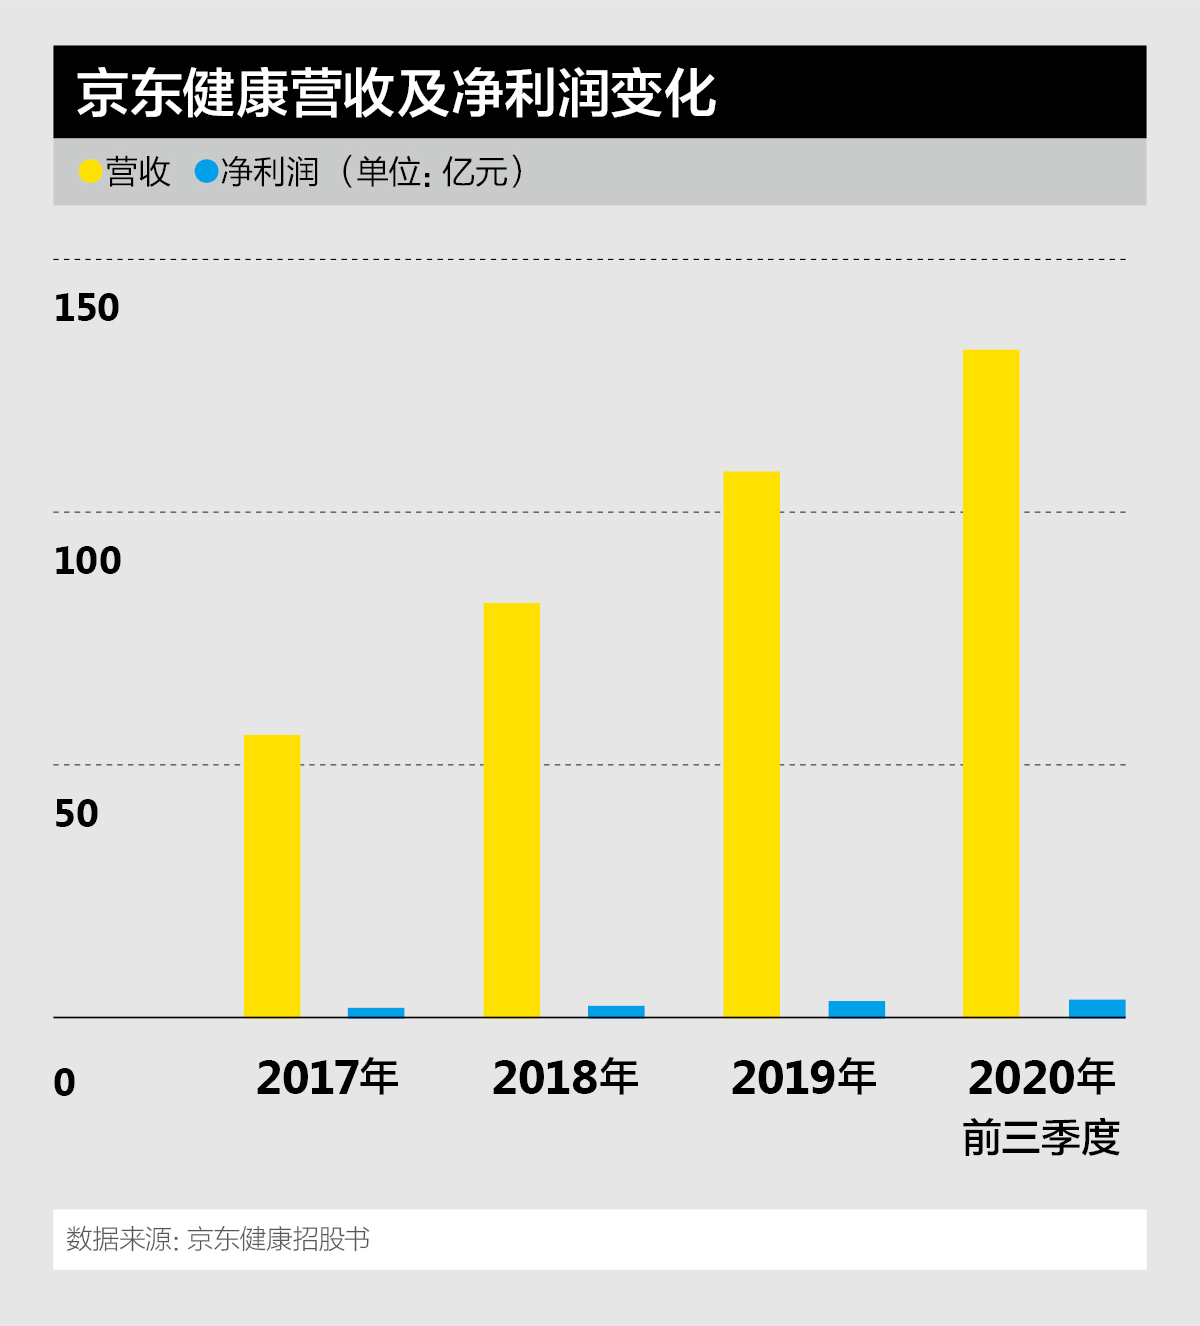 京东健康营收及净利润变化
营收 净利润（单位：亿元）
150
100
50
0
2017年 2018年 2019年 2020年
前三季度
数据来源：京东健康招股书